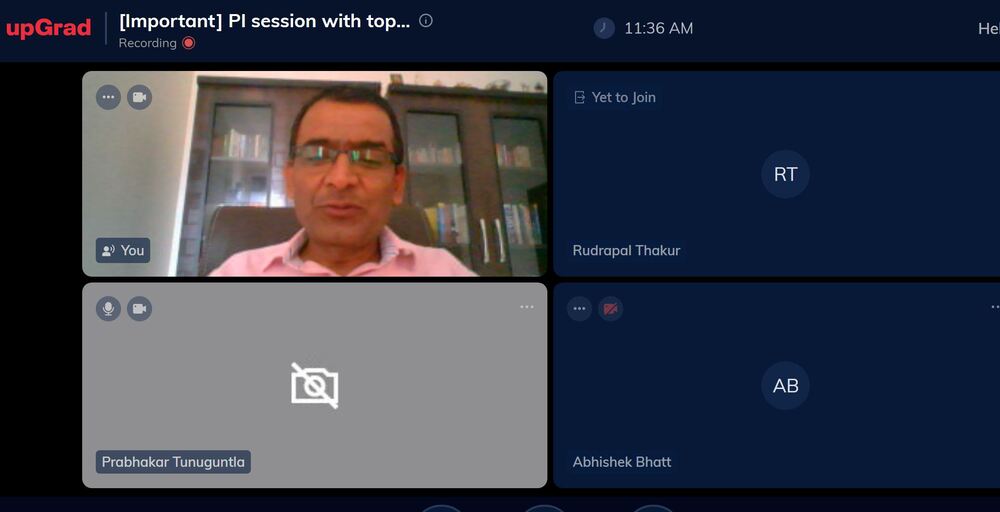 upGrad
[Important] PI session with top...
Recording
11:36 AM
Hel
Yet to Join
RT
You
Rudrapal Thakur
AB
Prabhakar Tunuguntla
Abhishek Bhatt